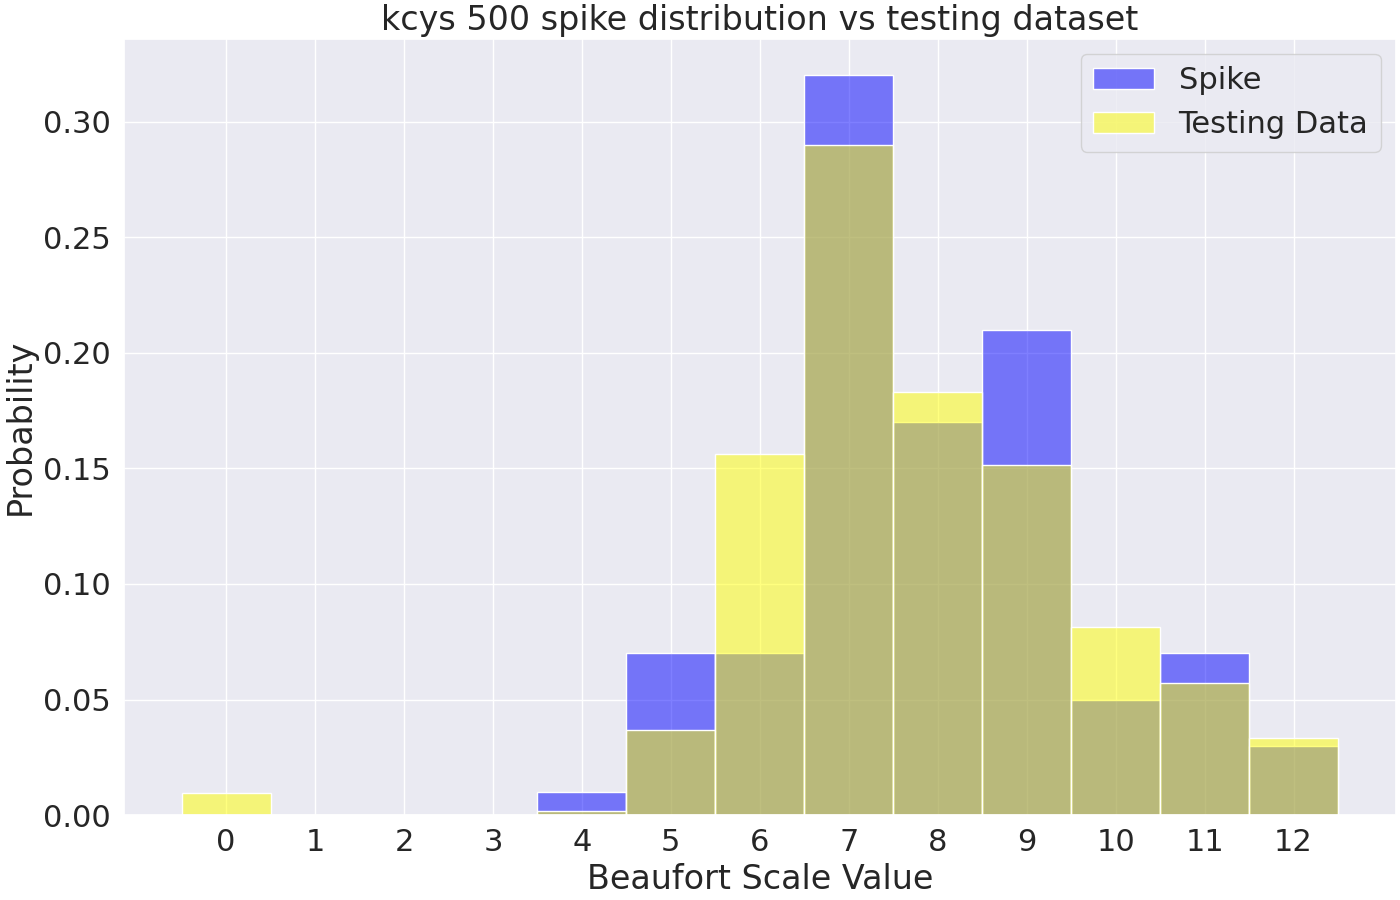 kcys 500 spike distribution vs testing dataset
Spike
Testing Data
0.30
0.25
0.20
0.15
0.10
0.05
0.00
Probability
0 1 2 3 4 5 6 7 8 9 10 11 12
Beaufort Scale Value